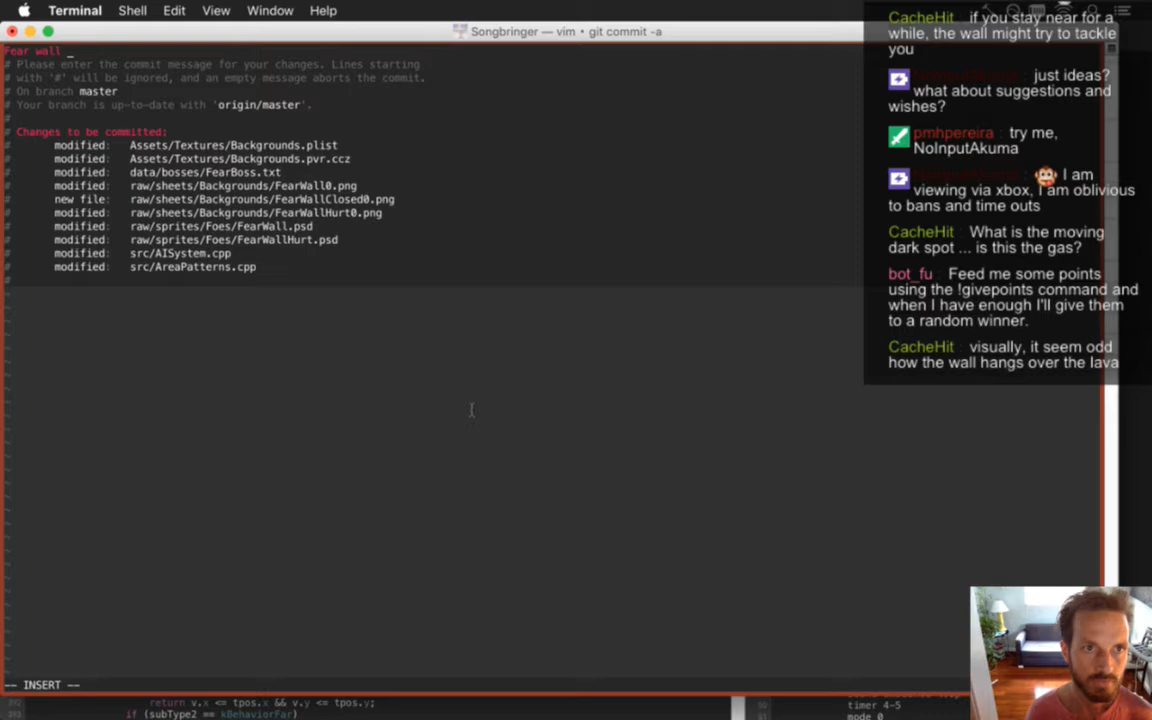 Terminal Shell Edit View Window Help
Songbringer — vim • git commit -a
Fear wall _
# Please enter the commit message for your changes. Lines starting
# with '#' will be ignored, and an empty message aborts the commit.
# On branch master
# Your branch is up-to-date with 'origin/master'.
#
# Changes to be committed:
# modified: Assets/Textures/Backgrounds.plist
# modified: Assets/Textures/Backgrounds.pvr.ccz
# modified: data/bosses/FearBoss.txt
# modified: raw/sheets/Backgrounds/FearWall0.png
# new file: raw/sheets/Backgrounds/FearWallClosed0.png
# modified: raw/sheets/Backgrounds/FearWallHurt0.png
# modified: raw/sprites/Foes/FearWall.psd
# modified: raw/sprites/Foes/FearWallHurt.psd
# modified: src/AISystem.cpp
# modified: src/AreaPatterns.cpp
#
-- INSERT --
392 return v.x <= tpos.x && v.y <= tpos.y;
393 if (subType2 == kBehaviorFar)
timer 4-5
mode 0
CacheHit : if you stay near for a
while, the wall might try to tackle
you
: just ideas?
what about suggestions and
wishes?
pmhpereira : try me,
NoInputAkuma
: I am
viewing via xbox, I am oblivious
to bans and time outs
CacheHit : What is the moving
dark spot ... is this the gas?
bot_fu : Feed me some points
using the !givepoints command and
when I have enough I'll give them
to a random winner.
CacheHit : visually, it seem odd
how the wall hangs over the lava